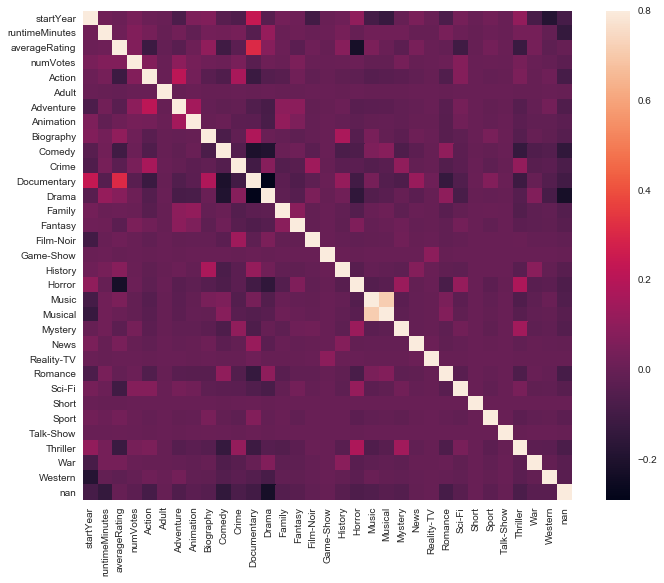 startYear
runtimeMinutes
averageRating
numVotes
Action
Adult
Adventure
Animation
Biography
Comedy
Crime
Documentary
Drama
Family
Fantasy
Film-Noir
Game-Show
History
Horror
Music
Musical
Mystery
News
Reality-TV
Romance
Sci-Fi
Short
Sport
Talk-Show
Thriller
War
Western
nan
startYear
runtimeMinutes
averageRating
numVotes
Action
Adult
Adventure
Animation
Biography
Comedy
Crime
Documentary
Drama
Family
Fantasy
Film-Noir
Game-Show
History
Horror
Music
Musical
Mystery
News
Reality-TV
Romance
Sci-Fi
Short
Sport
Talk-Show
Thriller
War
Western
nan
0.8
0.6
0.4
0.2
0.0
−0.2